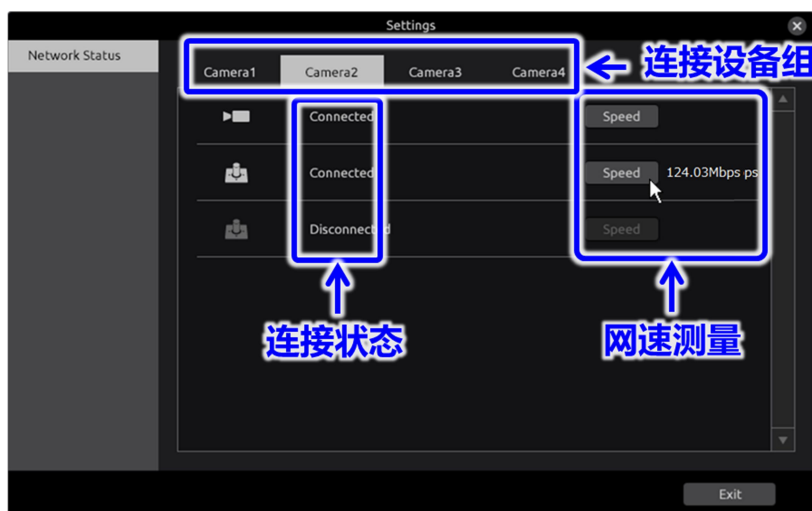 Settings
Network Status
Camera1 Camera2 Camera3 Camera4 连接设备组
Connected Speed
Connected Speed 124.03Mbps ps
Disconnected Speed
连接状态 网速测量
Exit